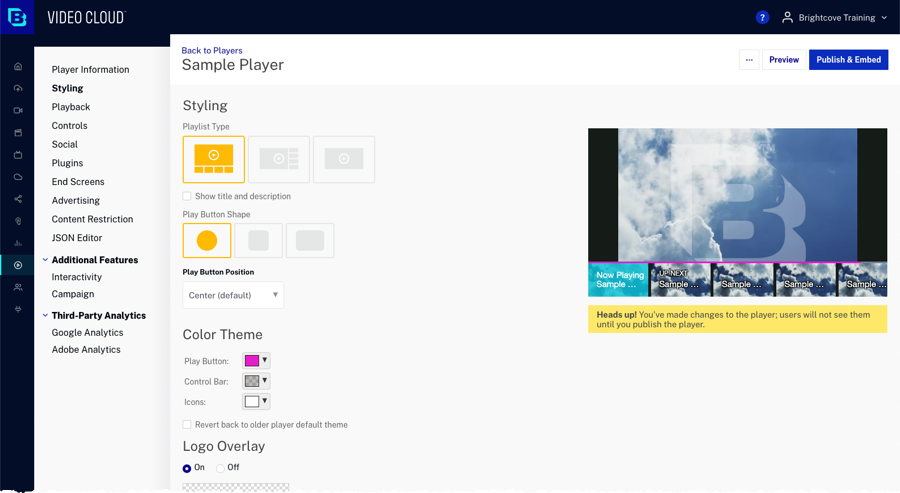 VIDEO CLOUD
?
Brightcove Training
Player Information
Styling
Playback
Controls
Social
Plugins
End Screens
Advertising
Content Restriction
JSON Editor
Additional Features
Interactivity
Campaign
Third-Party Analytics
Google Analytics
Adobe Analytics
Back to Players
Sample Player
...
Preview
Publish & Embed
Styling
Playlist Type
Show title and description
Play Button Shape
Play Button Position
Center (default)
Color Theme
Play Button:
Control Bar:
Icons:
Revert back to older player default theme
Logo Overlay
On
Off
Now Playing
Sample ...
UP NEXT
Sample ...
Sample ...
Sample ...
Sample ...
Heads up! You've made changes to the player; users will not see them
until you publish the player.